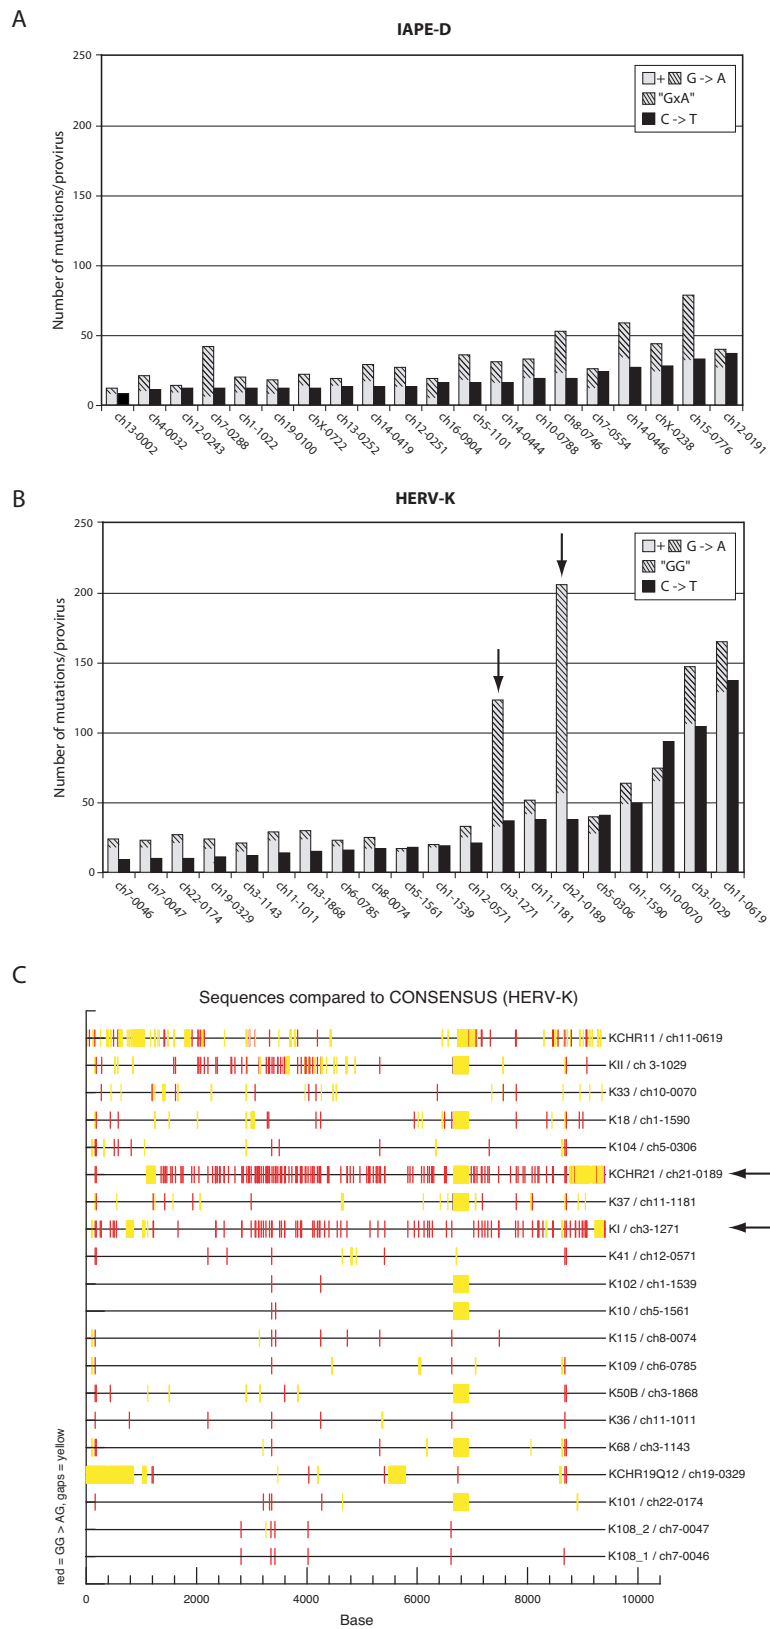 A
IAPE-D
Number of mutations/provirus
250
200
150
100
50
0
+ G -> A
"GxA"
C -> T
ch13-0002
ch4-0032
ch12-0243
ch7-0288
ch1-1022
ch19-0100
chX-0722
ch13-0252
ch14-0419
ch12-0251
ch16-0904
ch5-1101
ch14-0444
ch10-0788
ch8-0746
ch7-0554
ch14-0446
chX-0238
ch15-0776
ch12-0191
B
HERV-K
Number of mutations/provirus
250
200
150
100
50
0
+ G -> A
"GG"
C -> T
ch7-0046
ch7-0047
ch22-0174
ch19-0329
ch3-1143
ch11-1011
ch3-1868
ch6-0785
ch8-0074
ch5-1561
ch1-1539
ch12-0571
ch3-1271
ch11-1181
ch21-0189
ch5-0306
ch1-1590
ch10-0070
ch3-1029
ch11-0619
C
Sequences compared to CONSENSUS (HERV-K)
KCHR11 / ch11-0619
KII / ch 3-1029
K33 / ch10-0070
K18 / ch1-1590
K104 / ch5-0306
KCHR21 / ch21-0189
K37 / ch11-1181
KI / ch3-1271
K41 / ch12-0571
K102 / ch1-1539
K10 / ch5-1561
K115 / ch8-0074
K109 / ch6-0785
K50B / ch3-1868
K36 / ch11-1011
K68 / ch3-1143
KCHR19Q12 / ch19-0329
K101 / ch22-0174
K108_2 / ch7-0047
K108_1 / ch7-0046
red = GG > AG, gaps = yellow
0 2000 4000 6000 8000 10000
Base